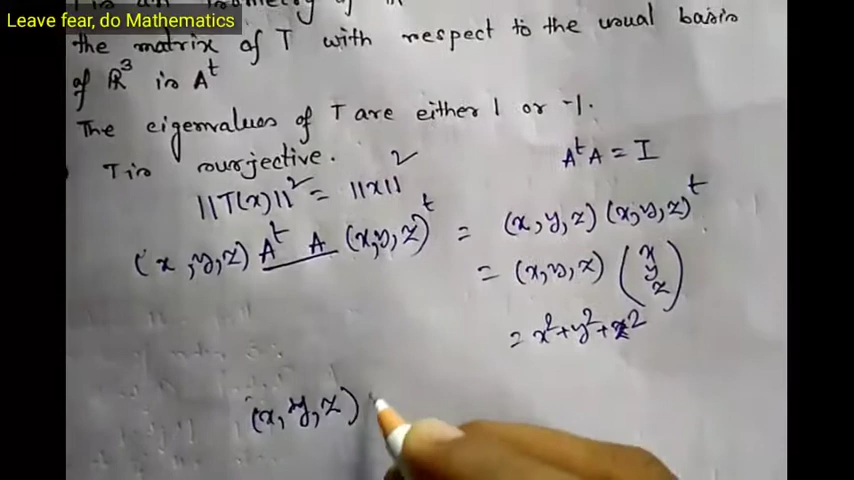 Leave fear, do Mathematics
the matrix of T with respect to the usual basis
of ℝ³ is Aᵗ
The eigenvalues of T are either 1 or -1.
T is surjective.
AᵗA = I
||T(x)||² = ||x||²
(x,y,z) Aᵗ A (x,y,z)ᵗ = (x,y,z) (x,y,z)ᵗ
= (x,y,z) (x y z)
= x²+y²+z²
(x,y,z)